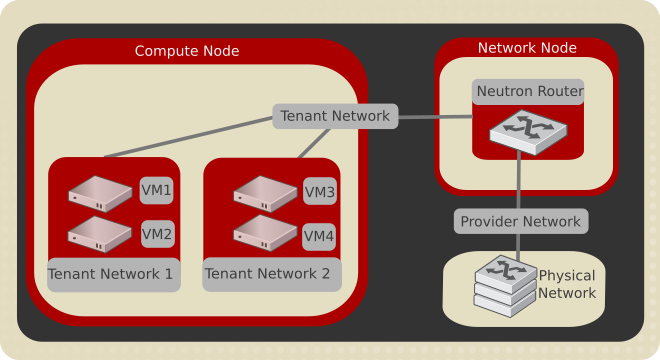 Compute Node
Network Node
Neutron Router
Tenant Network
VM1
VM3
VM2
VM4
Provider Network
Tenant Network 1
Tenant Network 2
Physical
Network